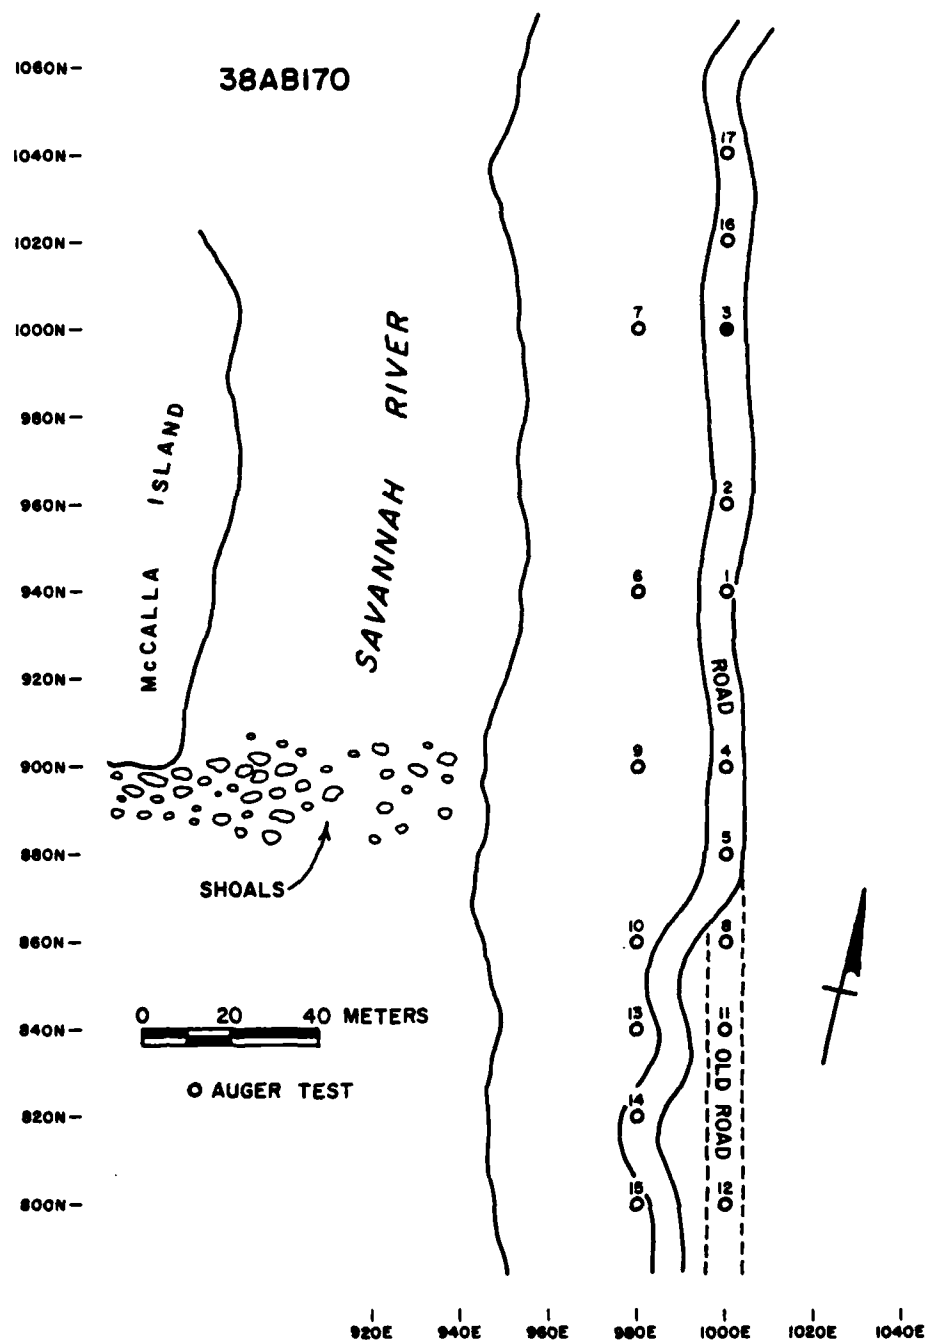 38AB170
1060N
1040N
1020N
1000N
980N
960N
940N
920N
900N
880N
860N
840N
820N
800N
17
16
7
3
2
6
1
9
4
5
10
8
13
11
14
15
12
McCALLA ISLAND
SAVANNAH RIVER
ROAD
SHOALS
OLD ROAD
0 20 40 METERS
O AUGER TEST
920E 940E 960E 980E 1000E 1020E 1040E